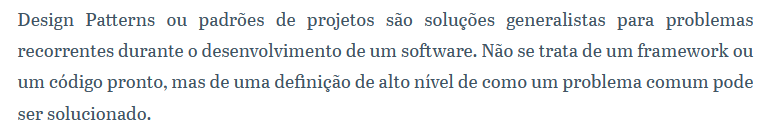 Design Patterns ou padrões de projetos são soluções generalistas para problemas
recorrentes durante o desenvolvimento de um software. Não se trata de um framework ou
um código pronto, mas de uma definição de alto nível de como um problema comum pode
ser solucionado.